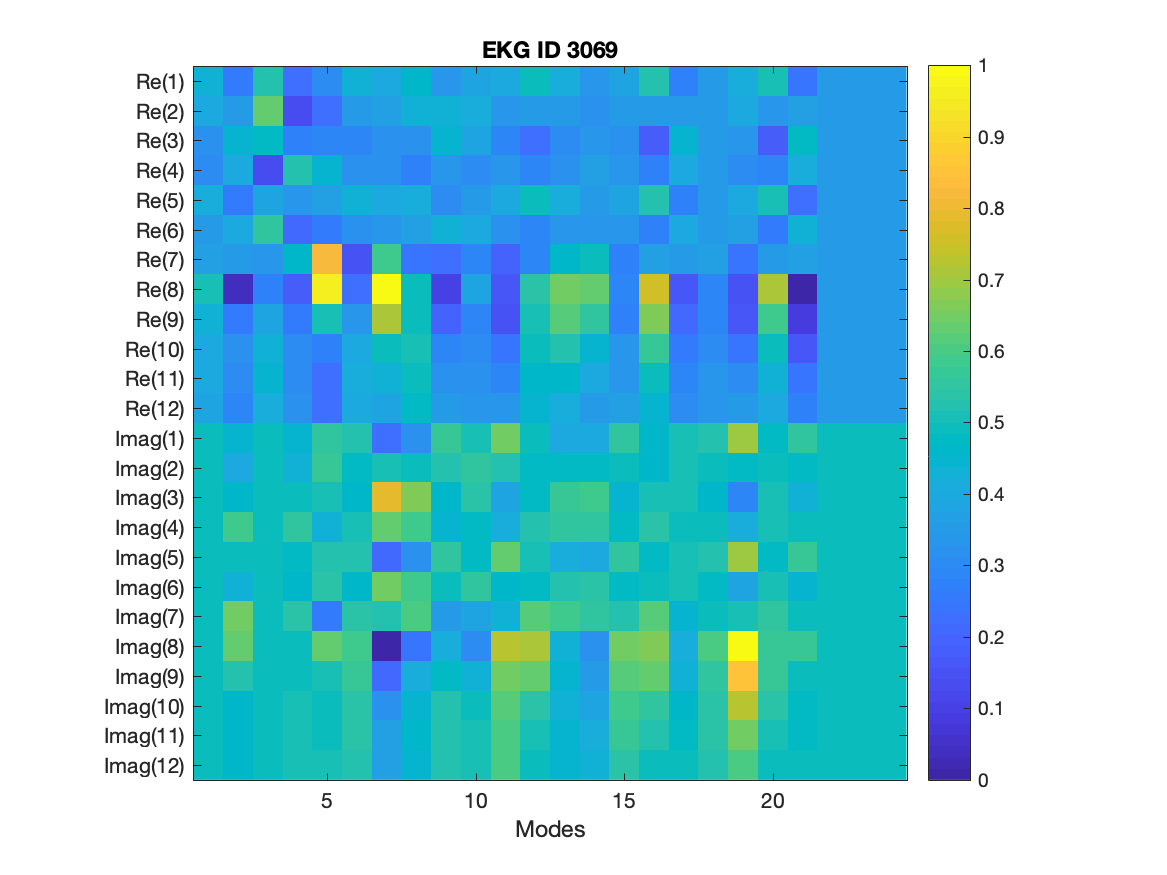 EKG ID 3069
Re(1)
Re(2)
Re(3)
Re(4)
Re(5)
Re(6)
Re(7)
Re(8)
Re(9)
Re(10)
Re(11)
Re(12)
Imag(1)
Imag(2)
Imag(3)
Imag(4)
Imag(5)
Imag(6)
Imag(7)
Imag(8)
Imag(9)
Imag(10)
Imag(11)
Imag(12)
5 10 15 20
Modes
1
0.9
0.8
0.7
0.6
0.5
0.4
0.3
0.2
0.1
0